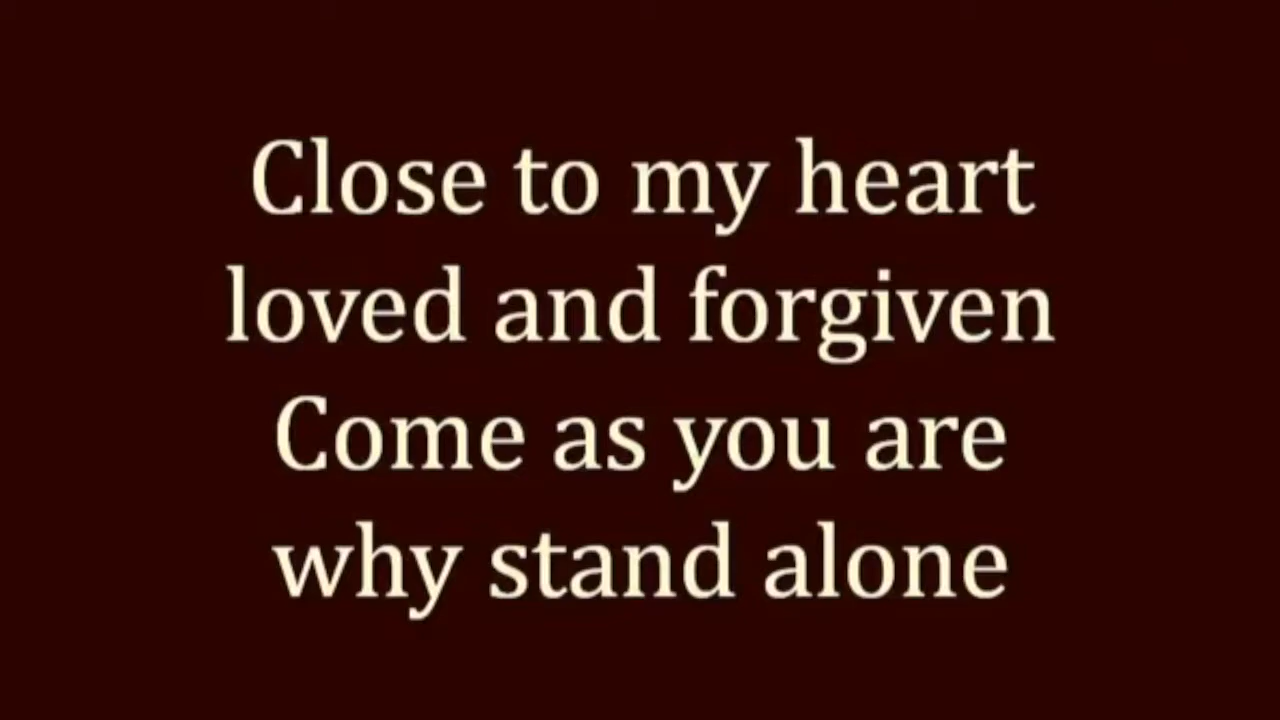 Close to my heart
loved and forgiven
Come as you are
why stand alone